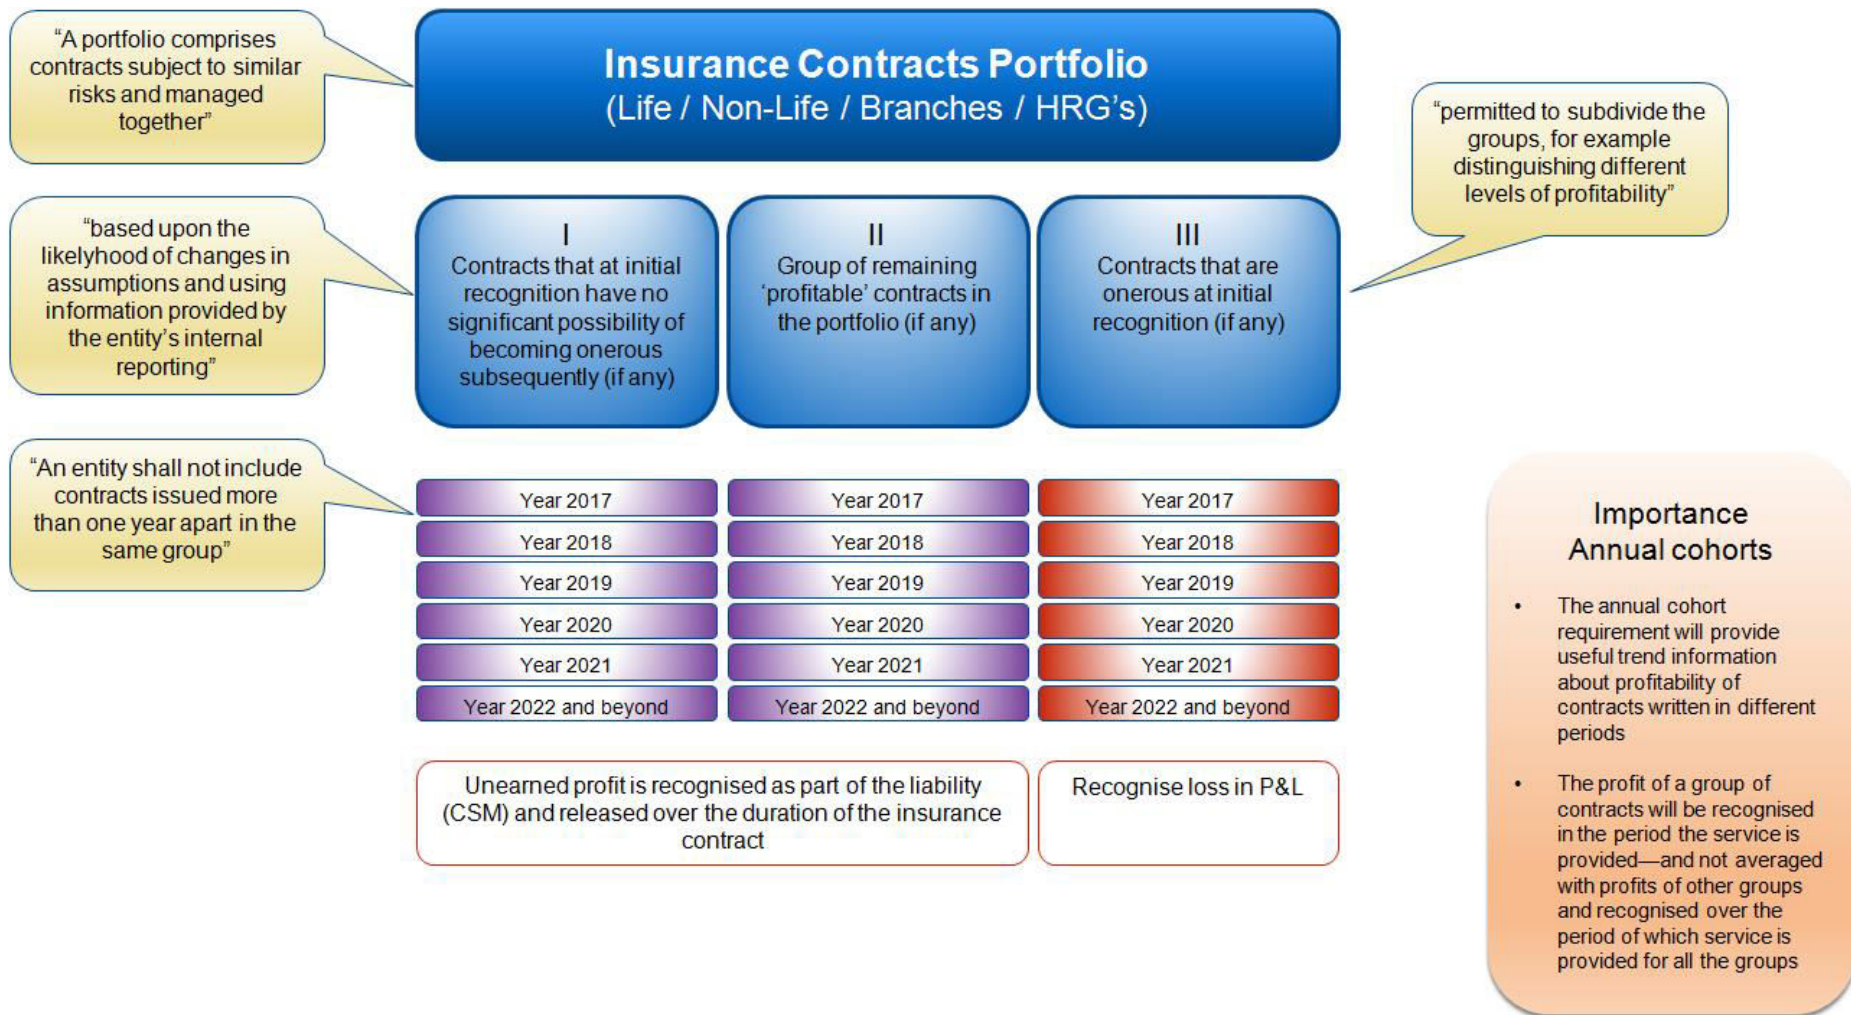 “A portfolio comprises
contracts subject to similar
risks and managed
together”
Insurance Contracts Portfolio
(Life / Non-Life / Branches / HRG’s)
“permitted to subdivide the
groups, for example
distinguishing different
levels of profitability”
“based upon the
likelyhood of changes in
assumptions and using
information provided by
the entity’s internal
reporting”
I
Contracts that at initial
recognition have no
significant possibility of
becoming onerous
subsequently (if any)
II
Group of remaining
‘profitable’ contracts in
the portfolio (if any)
III
Contracts that are
onerous at initial
recognition (if any)
“An entity shall not include
contracts issued more
than one year apart in the
same group”
Year 2017
Year 2018
Year 2019
Year 2020
Year 2021
Year 2022 and beyond
Year 2017
Year 2018
Year 2019
Year 2020
Year 2021
Year 2022 and beyond
Year 2017
Year 2018
Year 2019
Year 2020
Year 2021
Year 2022 and beyond
Unearned profit is recognised as part of the liability
(CSM) and released over the duration of the insurance
contract
Recognise loss in P&L
Importance
Annual cohorts
• The annual cohort
requirement will provide
useful trend information
about profitability of
contracts written in different
periods
• The profit of a group of
contracts will be recognised
in the period the service is
provided—and not averaged
with profits of other groups
and recognised over the
period of which service is
provided for all the groups